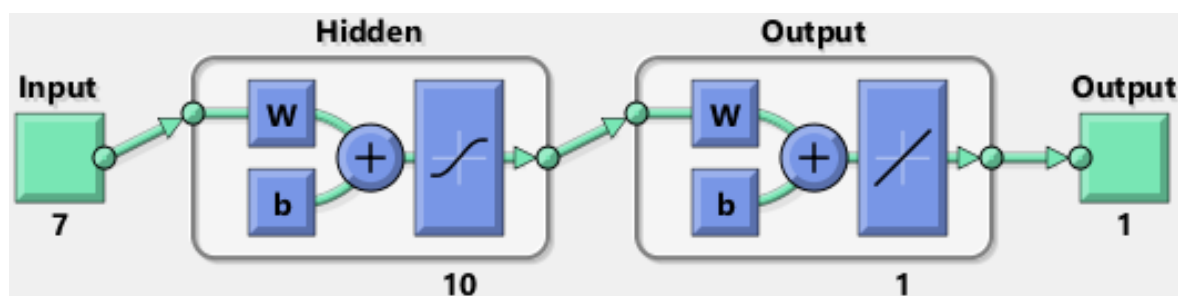 Hidden Output
Input Output
W W
+ +
b b
7 1
10 1